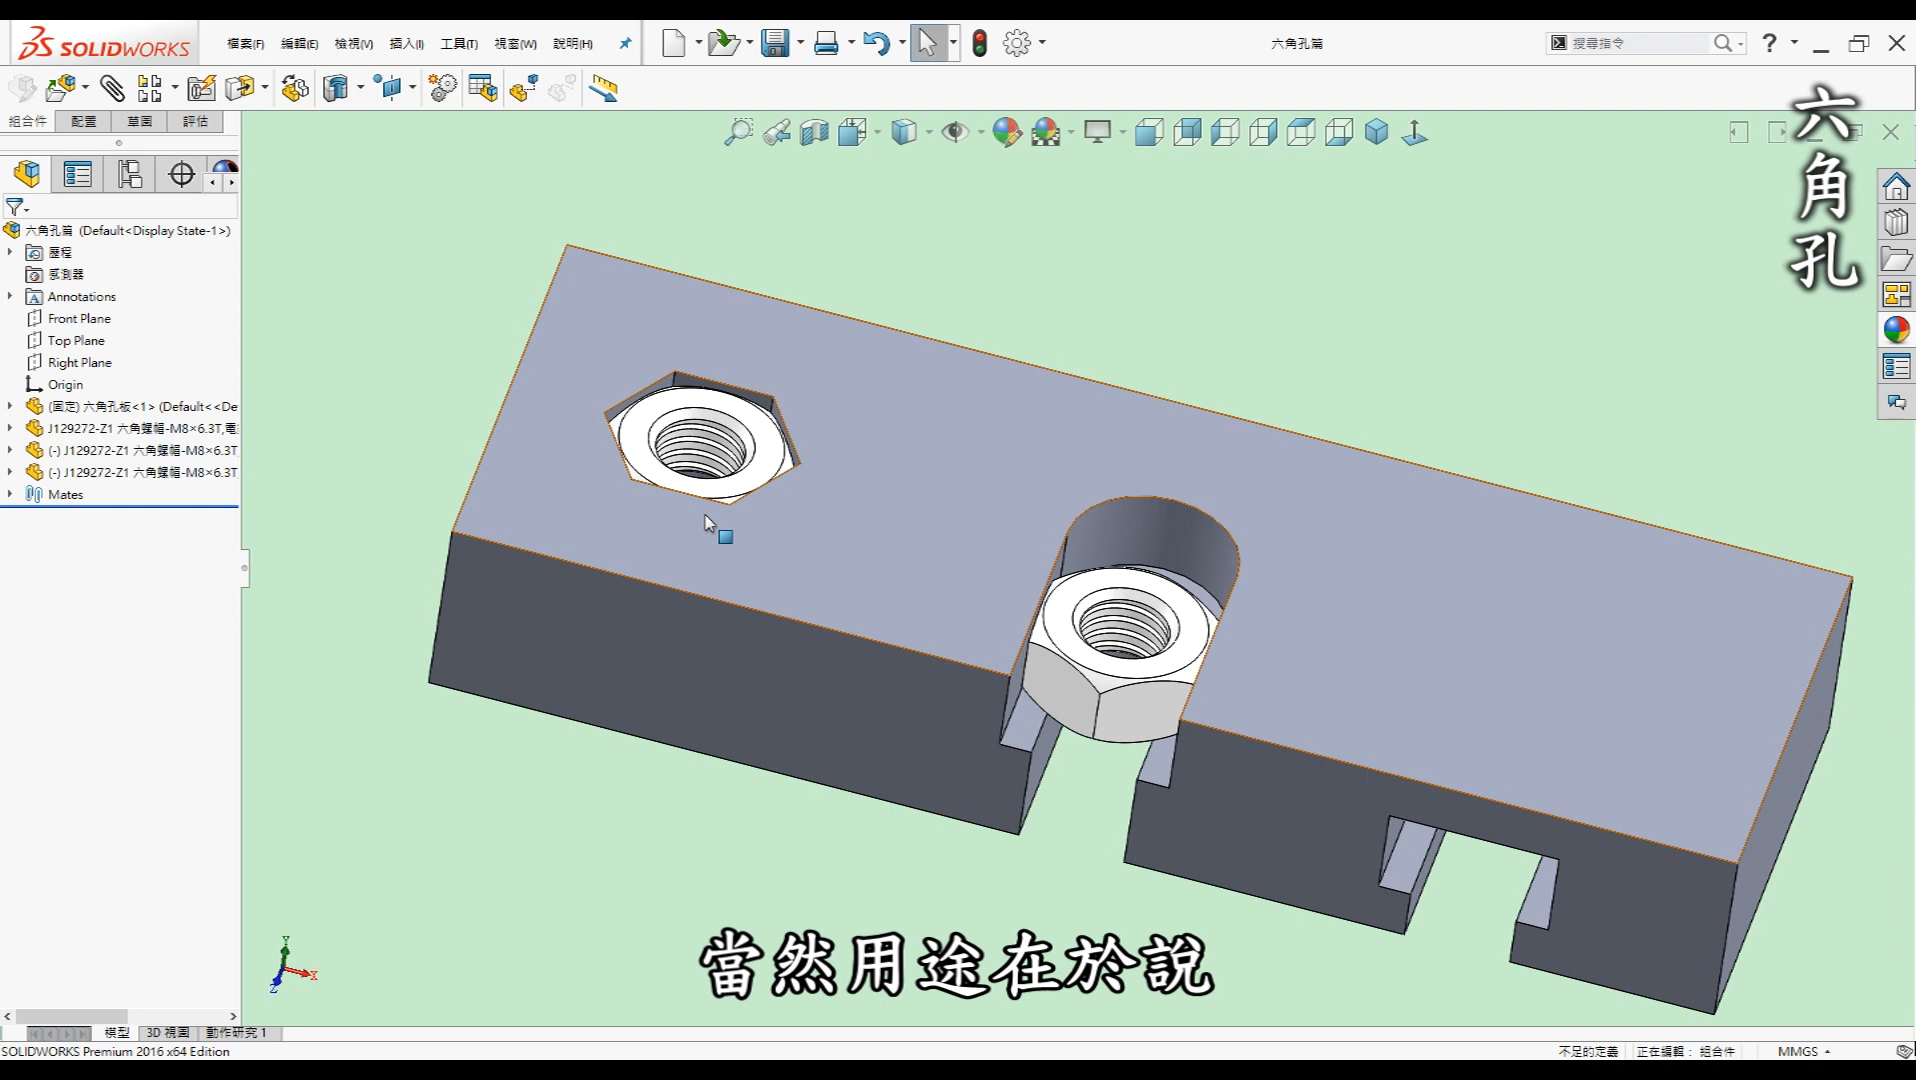 SOLIDWORKS
檔案(F) 編輯(E) 檢視(V) 插入(I) 工具(T) 視窗(W) 說明(H)
六角孔篇
搜尋指令
組合件 配置 草圖 評估
六角孔篇 (Default<Display State-1>)
歷程
感測器
Annotations
Front Plane
Top Plane
Right Plane
Origin
(固定) 六角孔板<1> (Default<<De
J129272-Z1 六角螺帽-M8×6.3T,電
(-) J129272-Z1 六角螺帽-M8×6.3T
(-) J129272-Z1 六角螺帽-M8×6.3T
Mates
六角孔
當然用途在於說
Y
X
Z
模型 3D 視圖 動作研究 1
SOLIDWORKS Premium 2016 x64 Edition
不足的定義 正在編輯： 組合件 MMGS